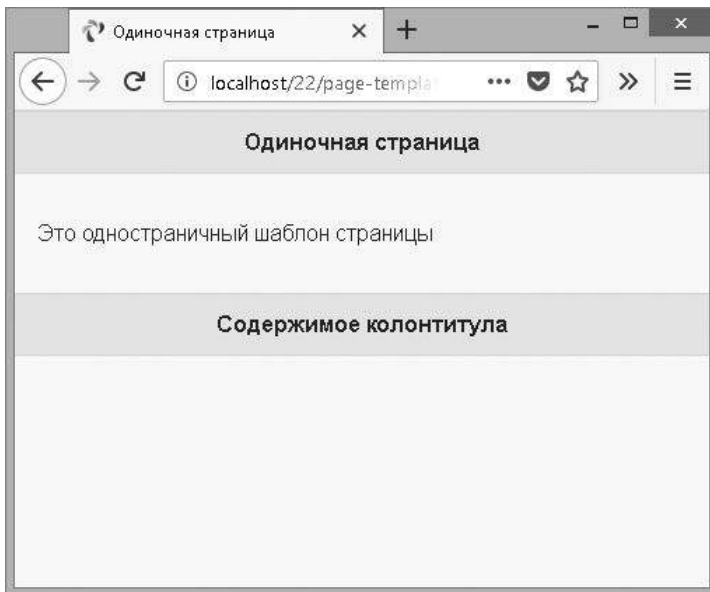 Одиночная страница
localhost/22/page-templa
Одиночная страница
Это одностраничный шаблон страницы
Содержимое колонтитула